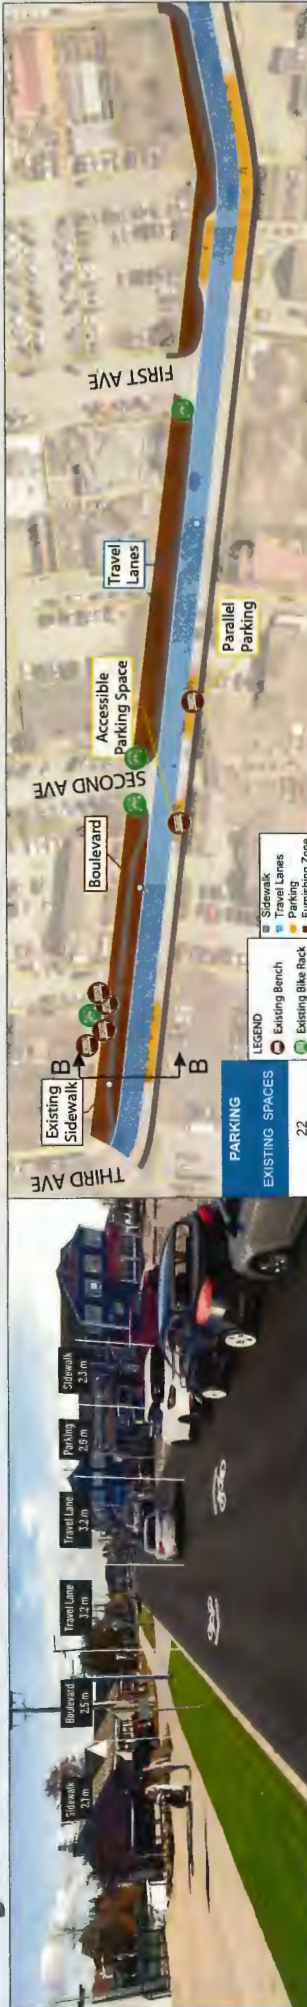 Sidewalk
2.1 m
Boulevard
2.5 m
Travel Lane
3.2 m
Travel Lane
3.2 m
Parking
2.6 m
Sidewalk
2.3 m
THIRD AVE
SECOND AVE
FIRST AVE
Existing
Sidewalk
Boulevard
Accessible
Parking Space
Travel
Lanes
Parallel
Parking
B
B
PARKING
EXISTING SPACES
22
LEGEND
Existing Bench
Existing Bike Rack
Sidewalk
Travel Lanes
Parking
Furnishing Zone